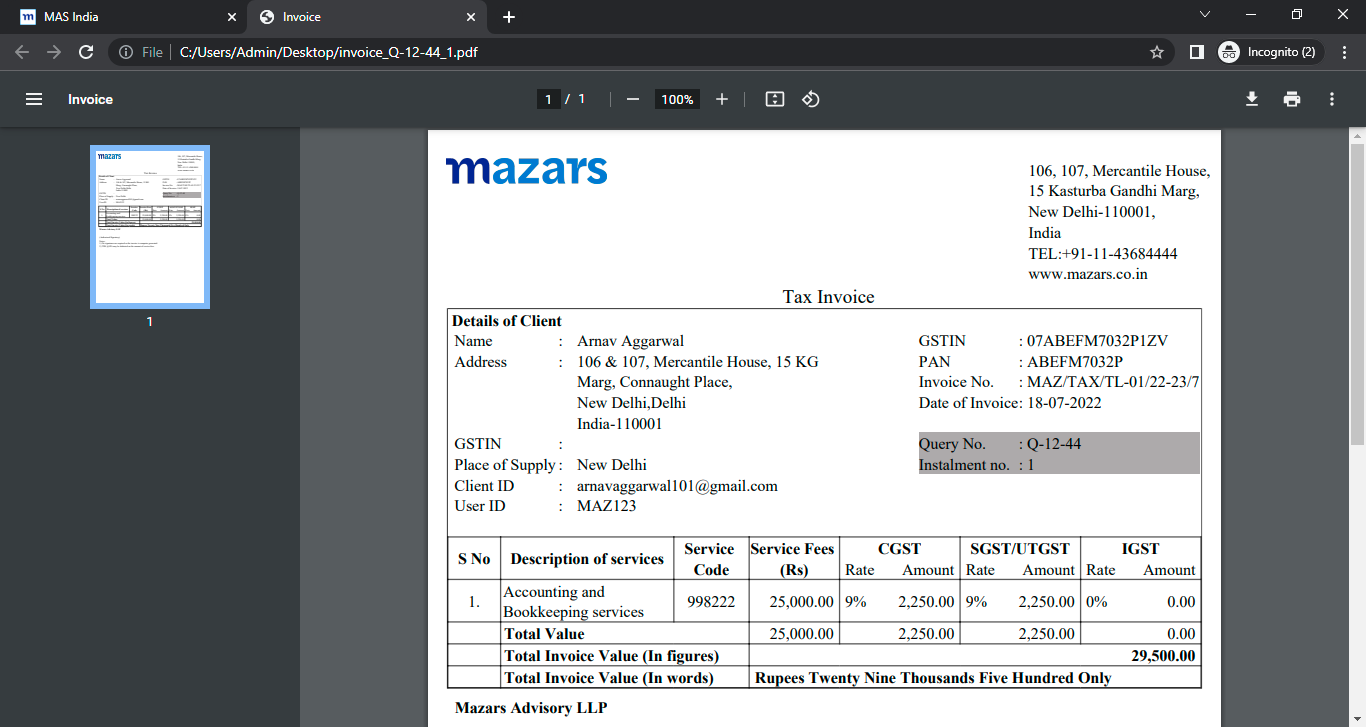 MAS India
Invoice
File C:/Users/Admin/Desktop/invoice_Q-12-44_1.pdf
Incognito (2)
Invoice
1 / 1
100%
1
mazars
106, 107, Mercantile House,
15 Kasturba Gandhi Marg,
New Delhi-110001,
India
TEL:+91-11-43684444
www.mazars.co.in
Tax Invoice
Details of Client
Name : Arnav Aggarwal GSTIN : 07ABEFM7032P1ZV
Address : 106 & 107, Mercantile House, 15 KG PAN : ABEFM7032P
Marg, Connaught Place, Invoice No. : MAZ/TAX/TL-01/22-23/7
New Delhi,Delhi Date of Invoice: 18-07-2022
India-110001
GSTIN : Query No. : Q-12-44
Place of Supply : New Delhi Instalment no. : 1
Client ID : arnavaggarwal101@gmail.com
User ID : MAZ123
S No Description of services Service Code Service Fees (Rs) CGST SGST/UTGST IGST
Rate Amount Rate Amount Rate Amount
1. Accounting and Bookkeeping services 998222 25,000.00 9% 2,250.00 9% 2,250.00 0% 0.00
Total Value 25,000.00 2,250.00 2,250.00 0.00
Total Invoice Value (In figures) 29,500.00
Total Invoice Value (In words) Rupees Twenty Nine Thousands Five Hundred Only
Mazars Advisory LLP